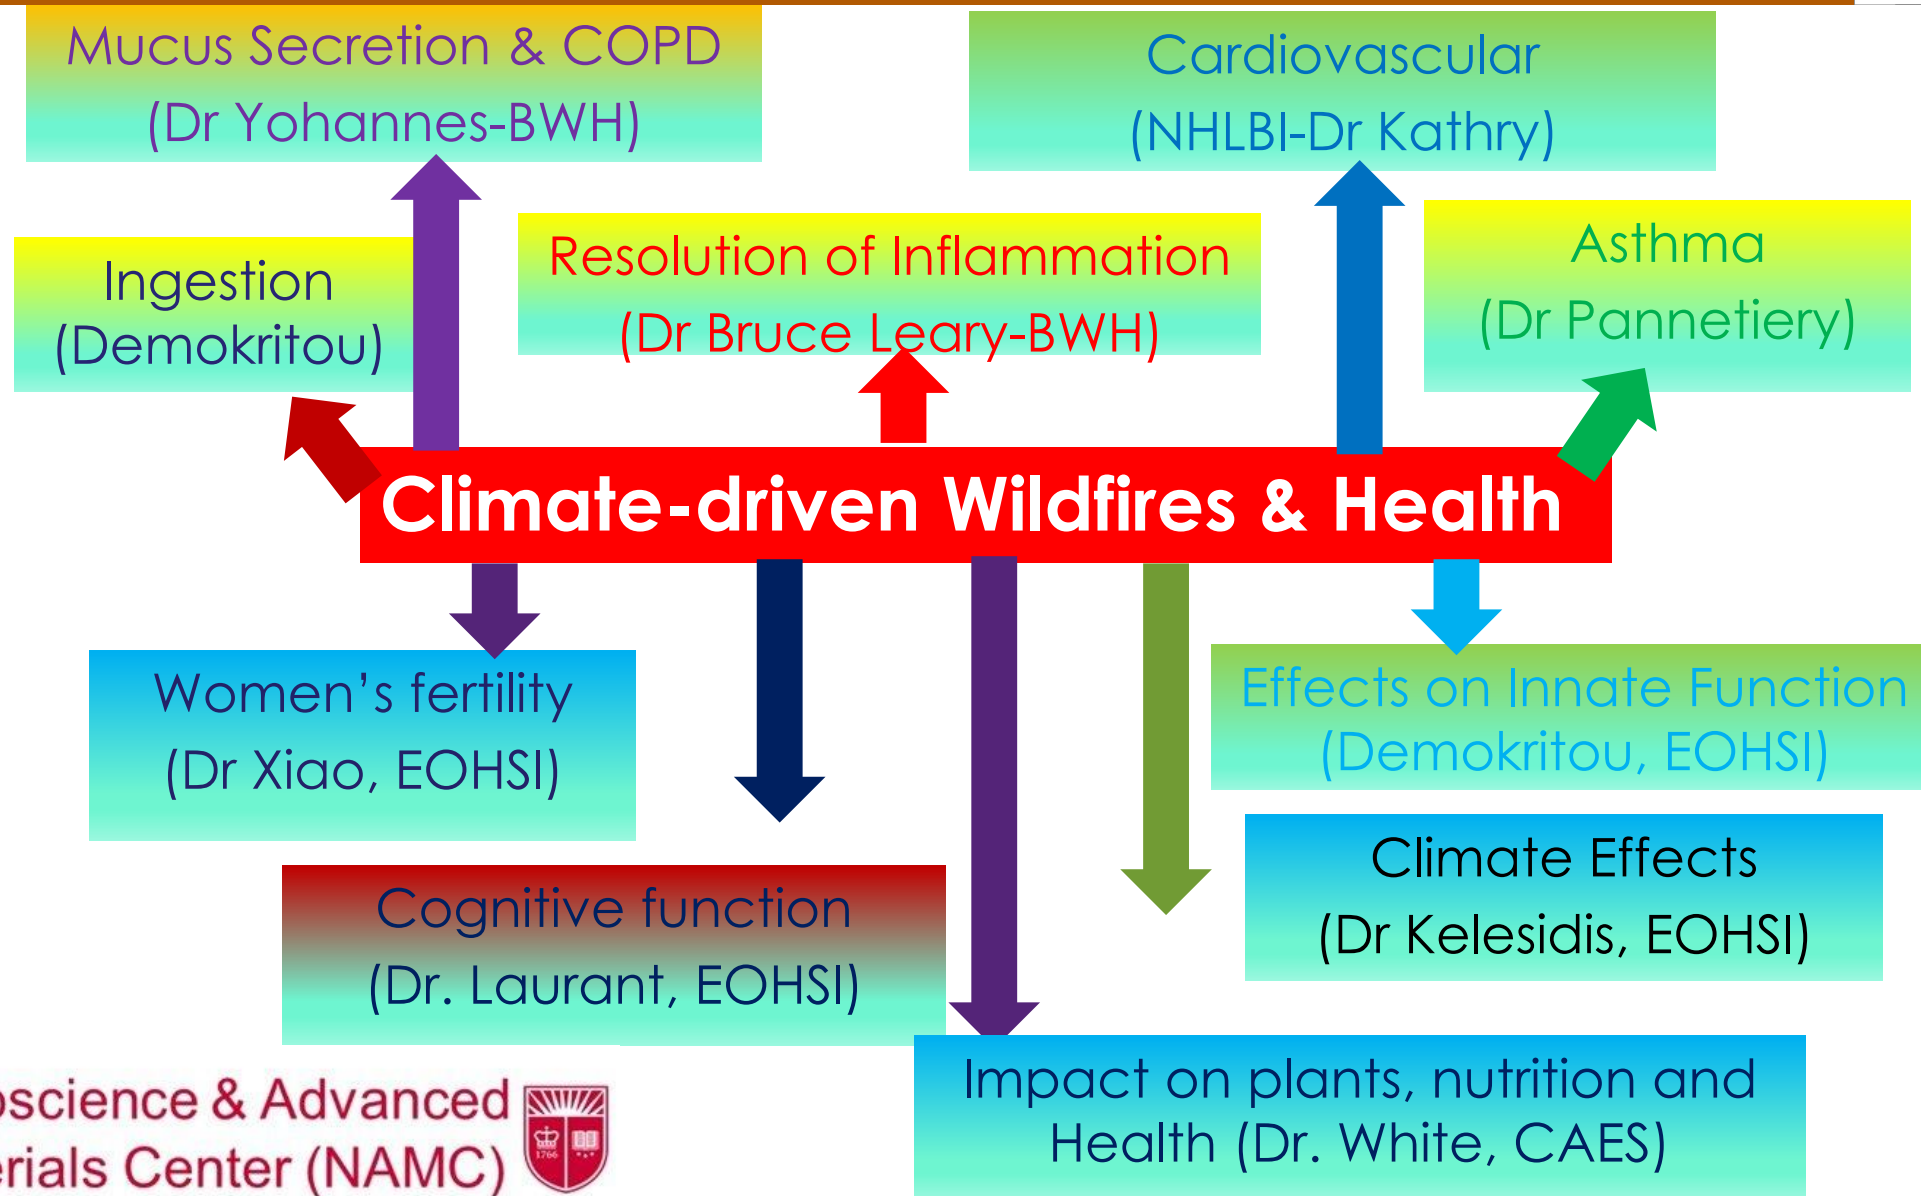 Mucus Secretion & COPD
(Dr Yohannes-BWH)
Cardiovascular
(NHLBI-Dr Kathry)
Ingestion
(Demokritou)
Resolution of Inflammation
(Dr Bruce Leary-BWH)
Asthma
(Dr Pannetiery)
Climate-driven Wildfires & Health
Women’s fertility
(Dr Xiao, EOHSI)
Effects on Innate Function
(Demokritou, EOHSI)
Cognitive function
(Dr. Laurant, EOHSI)
Climate Effects
(Dr Kelesidis, EOHSI)
Impact on plants, nutrition and
Health (Dr. White, CAES)
oscience & Advanced
erials Center (NAMC)
1766